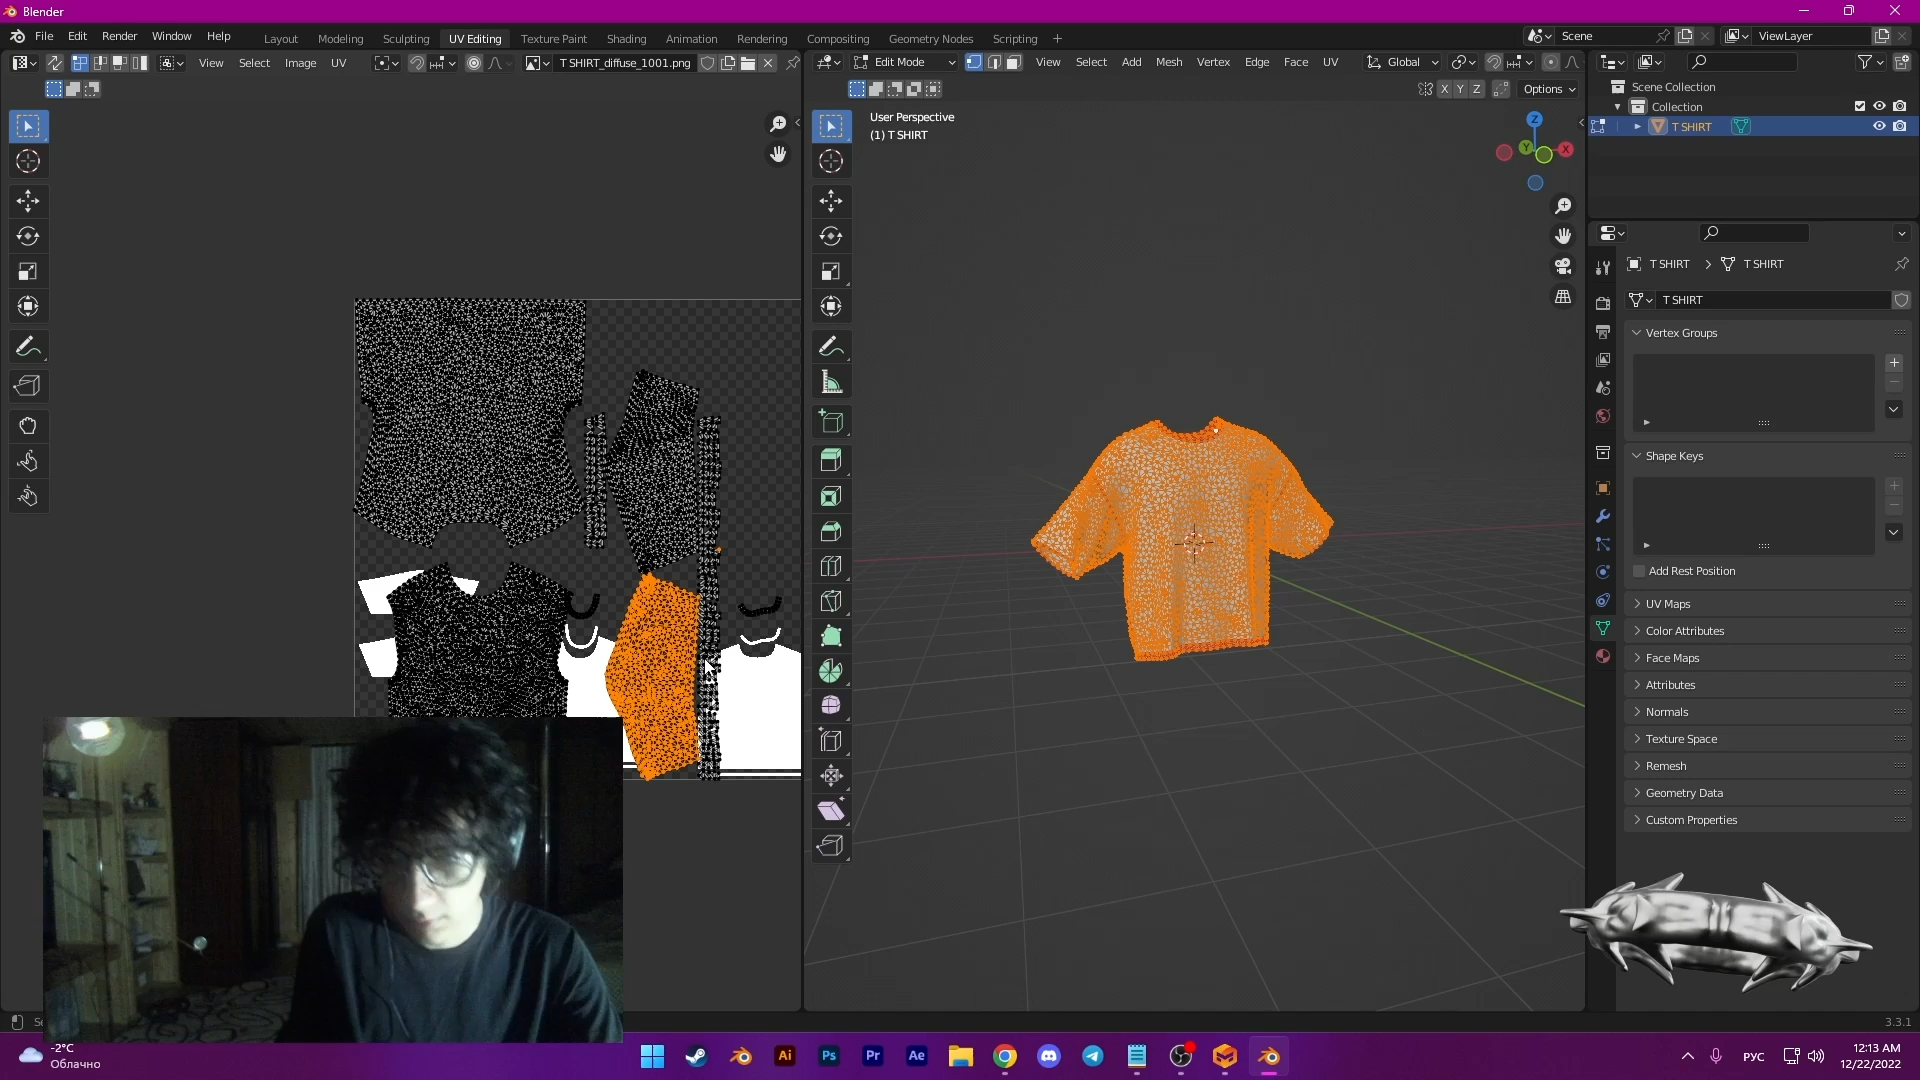 Blender
File Edit Render Window Help
Layout Modeling Sculpting UV Editing Texture Paint Shading Animation Rendering Compositing Geometry Nodes Scripting +
Scene
ViewLayer
View Select Image UV
T SHIRT_diffuse_1001.png
Edit Mode
View Select Add Mesh Vertex Edge Face UV
Global
X Y Z
Options
User Perspective
(1) T SHIRT
Z
Y
X
Scene Collection
Collection
T SHIRT
T SHIRT
T SHIRT
T SHIRT
Vertex Groups
Shape Keys
Add Rest Position
UV Maps
Color Attributes
Face Maps
Attributes
Normals
Texture Space
Remesh
Geometry Data
Custom Properties
3.3.1
-2°C
Облачно
Ai
Ps
Pr
Ae
РУС
12:13 AM
12/22/2022